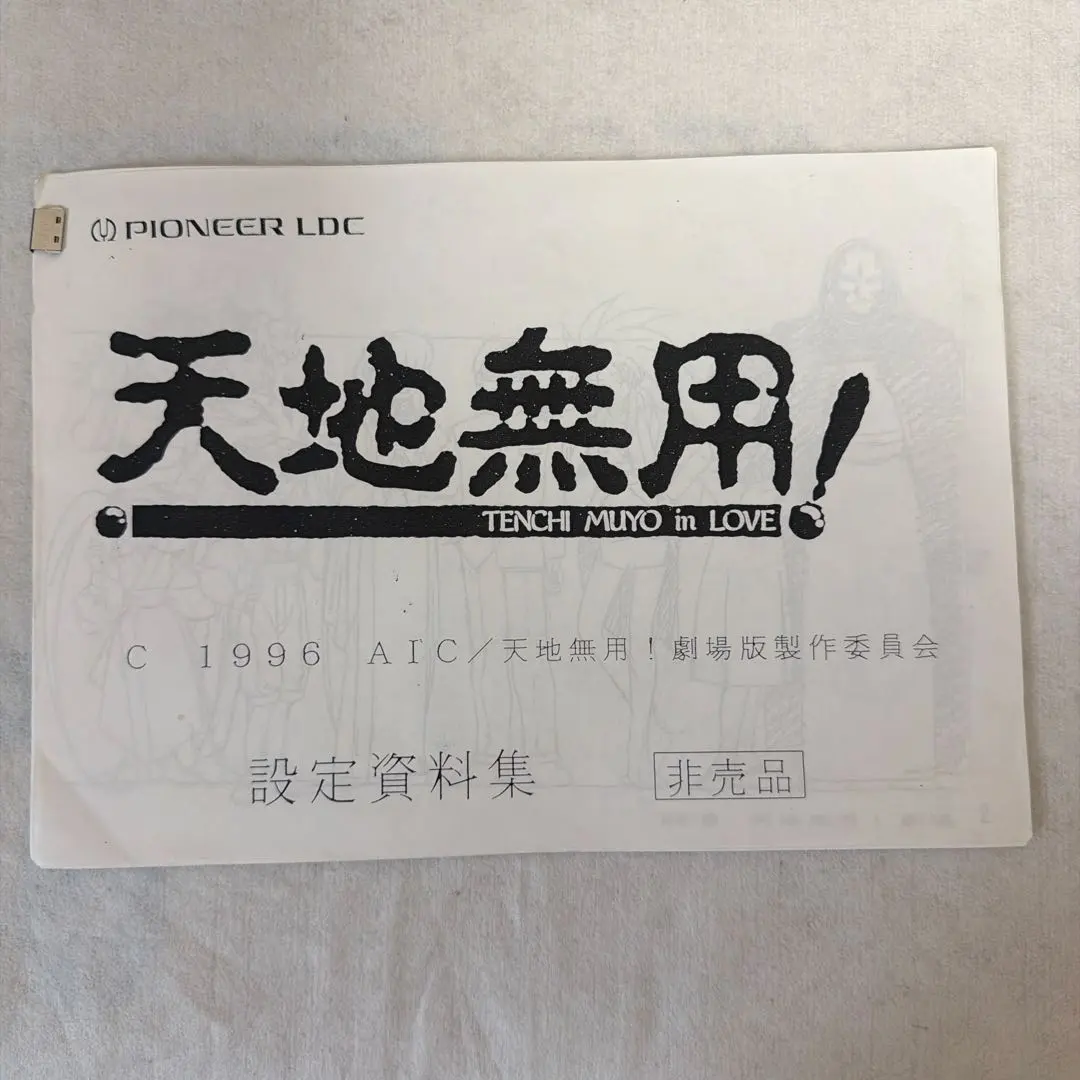 PIONEER LDC
天地無用!
TENCHI MUYO in LOVE
C 1996 AIC/天地無用!劇場版製作委員会
設定資料集
非売品